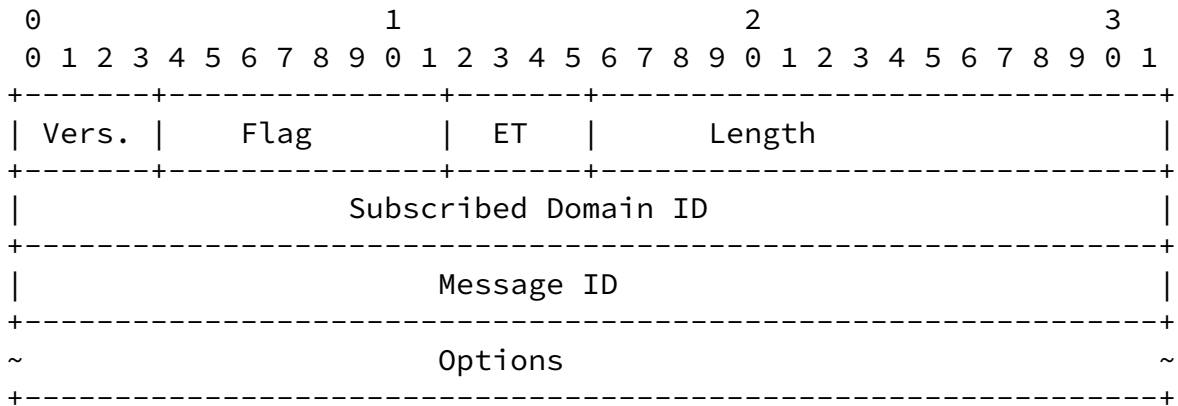 0                   1                   2                   3
 0 1 2 3 4 5 6 7 8 9 0 1 2 3 4 5 6 7 8 9 0 1 2 3 4 5 6 7 8 9 0 1
+-------+---------------+-------+-------------------------------+
| Vers. |    Flag       |  ET   |      Length                   |
+-------+---------------+-------+-------------------------------+
|                  Subscribed Domain ID                         |
+---------------------------------------------------------------+
|                       Message ID                              |
+---------------------------------------------------------------+
~                       Options                                 ~
+---------------------------------------------------------------+